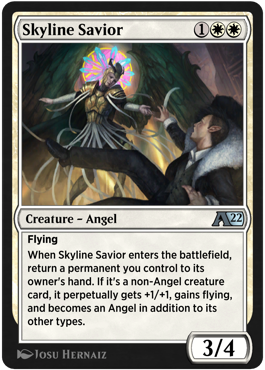 Skyline Savior 1
Creature – Angel
A22
Flying
When Skyline Savior enters the battlefield,
return a permanent you control to its
owner's hand. If it's a non-Angel creature
card, it perpetually gets +1/+1, gains flying,
and becomes an Angel in addition to its
other types.
3/4
Josu Hernaiz